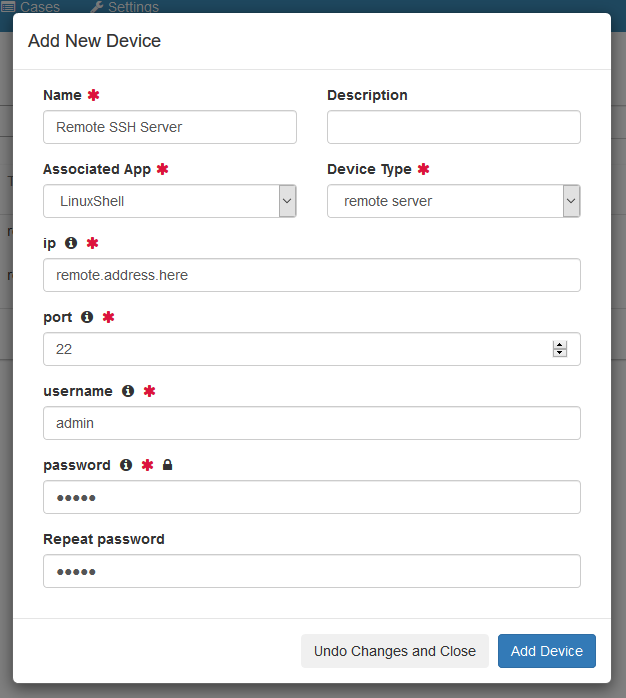 Cases Settings
Add New Device
Name * Description
Remote SSH Server
Associated App * Device Type *
LinuxShell remote server
ip *
remote.address.here
port *
22
username *
admin
password *
•••••
Repeat password
•••••
Undo Changes and Close Add Device